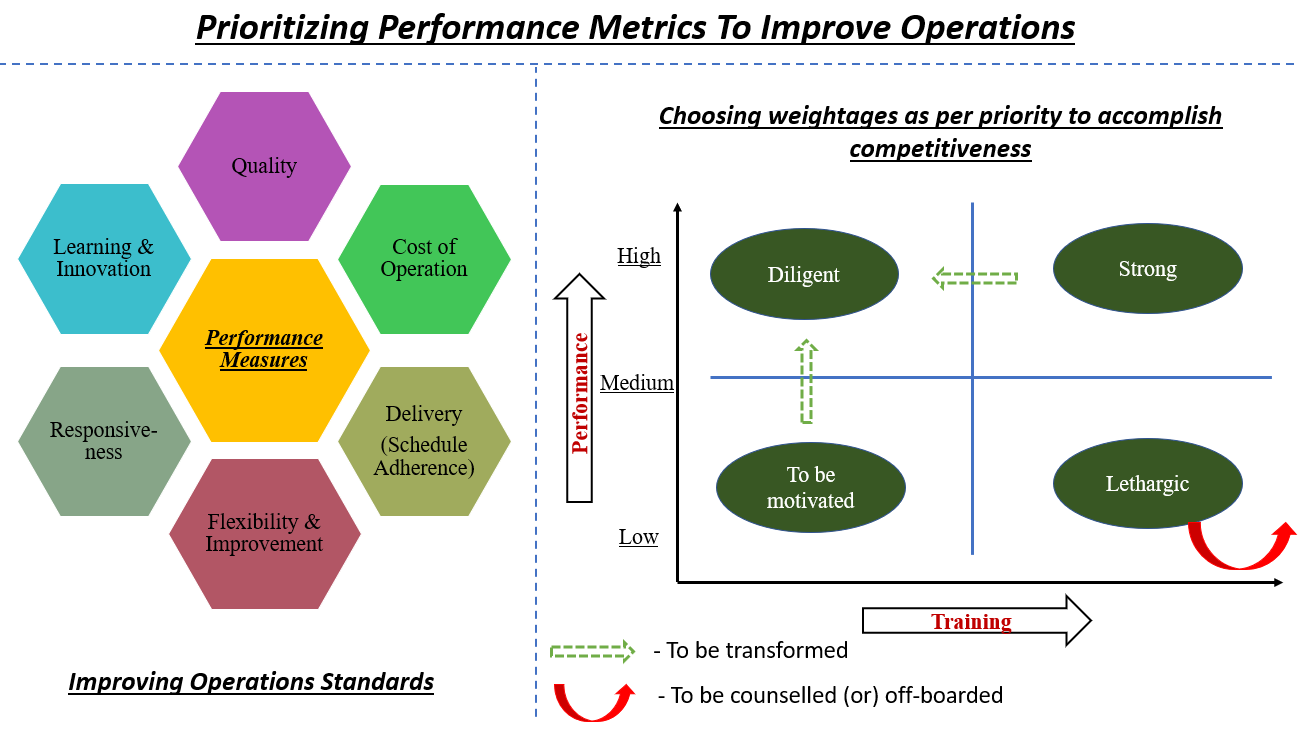 Prioritizing Performance Metrics To Improve Operations
Quality
Learning &
Innovation
Cost of
Operation
Performance
Measures
Responsive-
ness
Delivery
(Schedule
Adherence)
Flexibility &
Improvement
Improving Operations Standards
Choosing weightages as per priority to accomplish
competitiveness
High
Medium
Low
Performance
Diligent
Strong
To be
motivated
Lethargic
Training
- To be transformed
- To be counselled (or) off-boarded